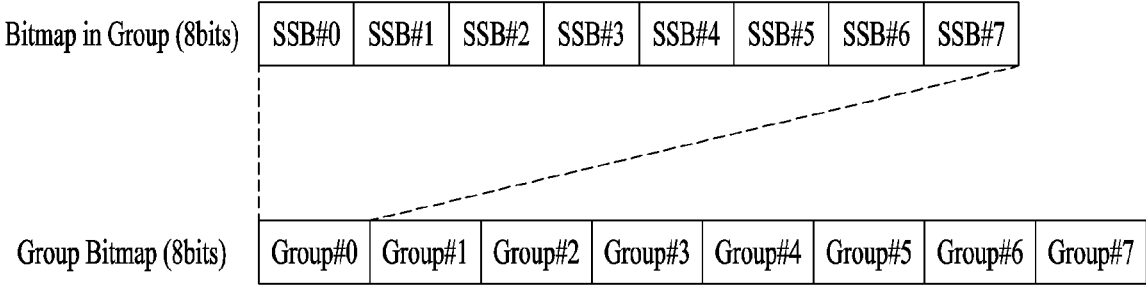 Bitmap in Group (8bits) SSB#0 SSB#1 SSB#2 SSB#3 SSB#4 SSB#5 SSB#6 SSB#7
Group Bitmap (8bits) Group#0 Group#1 Group#2 Group#3 Group#4 Group#5 Group#6 Group#7